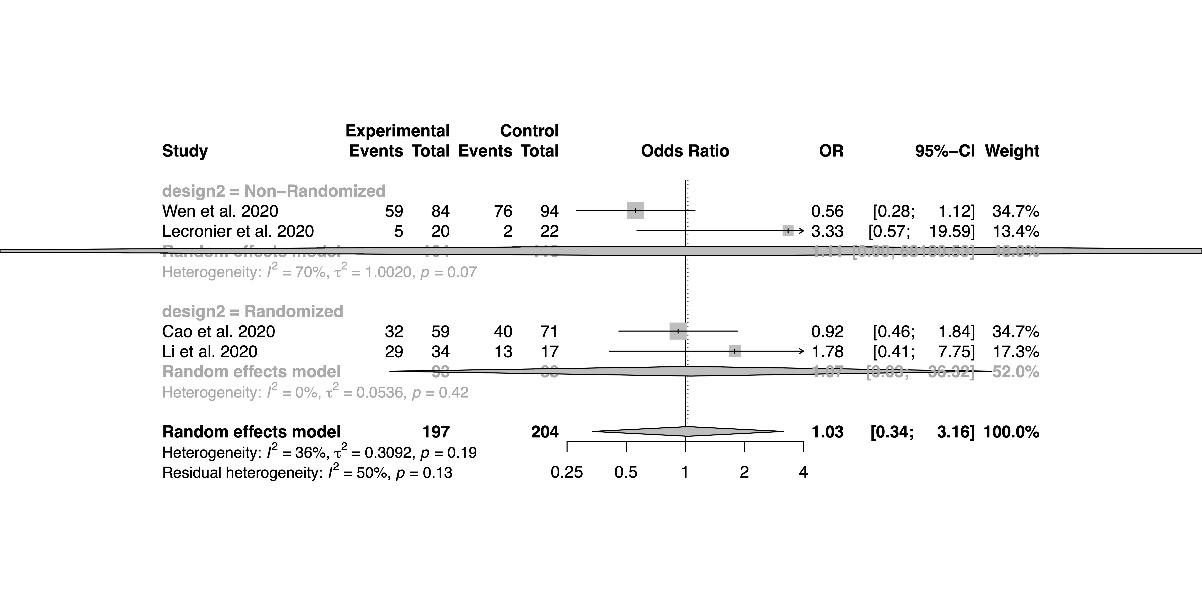 Experimental Control
Study Events Total Events Total Odds Ratio OR 95%−CI Weight
design2 = Non−Randomized
Wen et al. 2020 59 84 76 94 0.56 [0.28; 1.12] 34.7%
Lecronier et al. 2020 5 20 2 22 3.33 [0.57; 19.59] 13.4%
Random effects model
Heterogeneity: I² = 70%, τ² = 1.0020, p = 0.07
design2 = Randomized
Cao et al. 2020 32 59 40 71 0.92 [0.46; 1.84] 34.7%
Li et al. 2020 29 34 13 17 1.78 [0.41; 7.75] 17.3%
Random effects model 93 52.0%
Heterogeneity: I² = 0%, τ² = 0.0536, p = 0.42
Random effects model 197 204 1.03 [0.34; 3.16] 100.0%
Heterogeneity: I² = 36%, τ² = 0.3092, p = 0.19
Residual heterogeneity: I² = 50%, p = 0.13
0.25 0.5 1 2 4